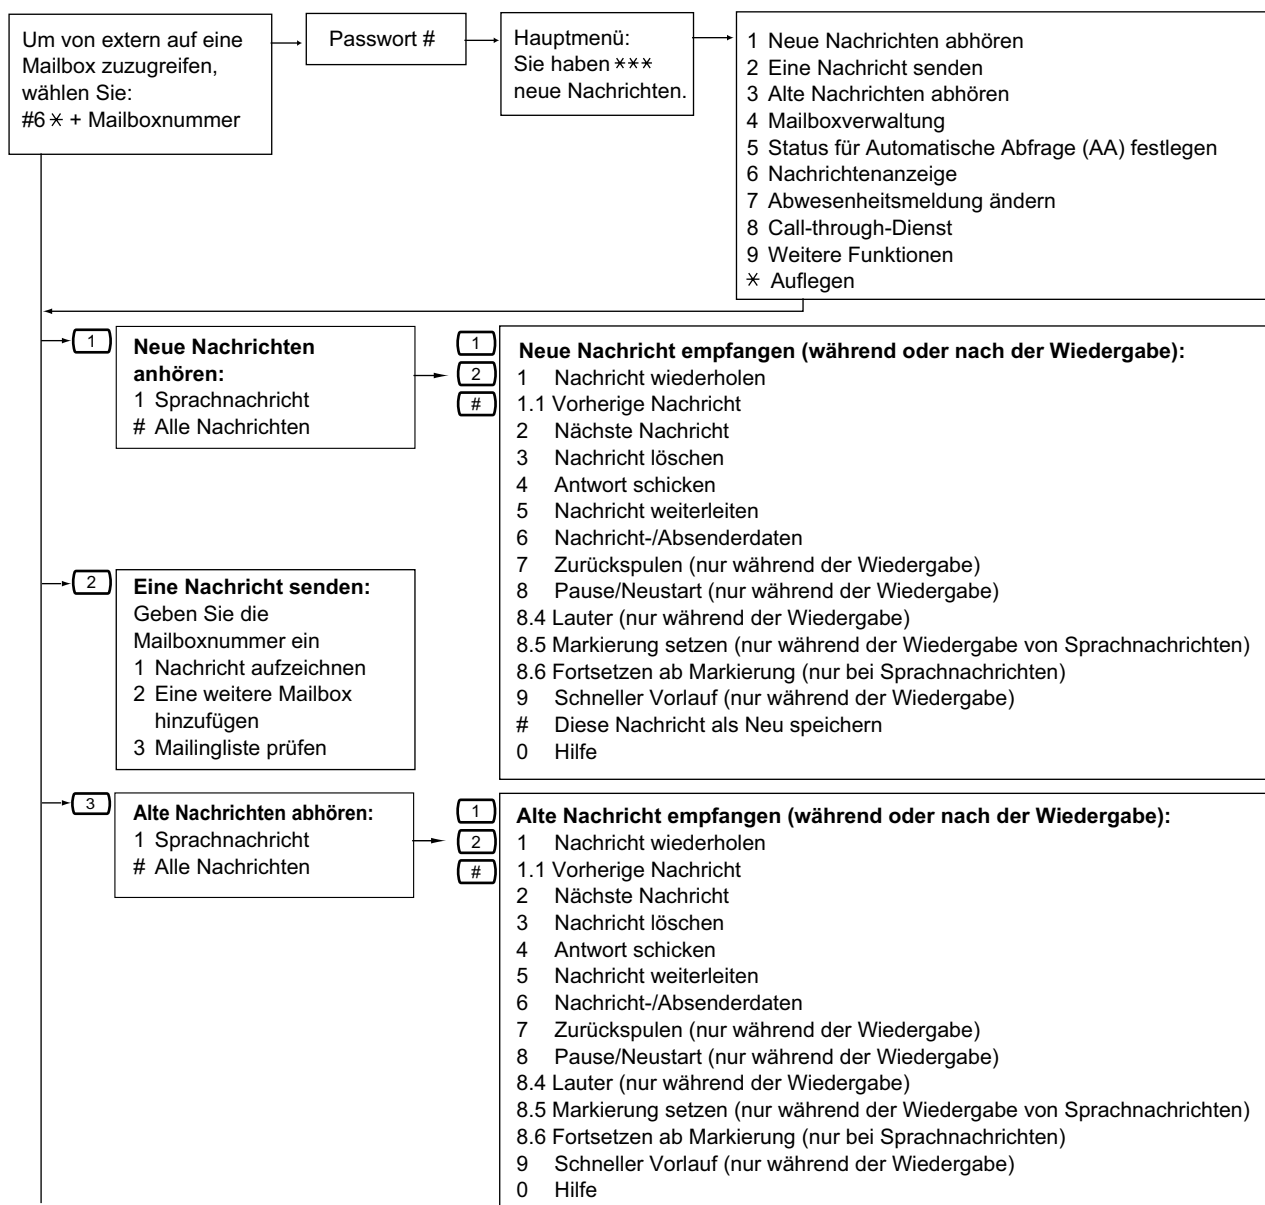 Um von extern auf eine
Mailbox zuzugreifen,
wählen Sie:
#6 * + Mailboxnummer
Passwort #
Hauptmenü:
Sie haben ***
neue Nachrichten.
1 Neue Nachrichten abhören
2 Eine Nachricht senden
3 Alte Nachrichten abhören
4 Mailboxverwaltung
5 Status für Automatische Abfrage (AA) festlegen
6 Nachrichtenanzeige
7 Abwesenheitsmeldung ändern
8 Call-through-Dienst
9 Weitere Funktionen
* Auflegen
1
Neue Nachrichten
anhören:
1 Sprachnachricht
# Alle Nachrichten
1
2
#
Neue Nachricht empfangen (während oder nach der Wiedergabe):
1 Nachricht wiederholen
1.1 Vorherige Nachricht
2 Nächste Nachricht
3 Nachricht löschen
4 Antwort schicken
5 Nachricht weiterleiten
6 Nachricht-/Absenderdaten
7 Zurückspulen (nur während der Wiedergabe)
8 Pause/Neustart (nur während der Wiedergabe)
8.4 Lauter (nur während der Wiedergabe)
8.5 Markierung setzen (nur während der Wiedergabe von Sprachnachrichten)
8.6 Fortsetzen ab Markierung (nur bei Sprachnachrichten)
9 Schneller Vorlauf (nur während der Wiedergabe)
# Diese Nachricht als Neu speichern
0 Hilfe
2
Eine Nachricht senden:
Geben Sie die
Mailboxnummer ein
1 Nachricht aufzeichnen
2 Eine weitere Mailbox
hinzufügen
3 Mailingliste prüfen
3
Alte Nachrichten abhören:
1 Sprachnachricht
# Alle Nachrichten
1
2
#
Alte Nachricht empfangen (während oder nach der Wiedergabe):
1 Nachricht wiederholen
1.1 Vorherige Nachricht
2 Nächste Nachricht
3 Nachricht löschen
4 Antwort schicken
5 Nachricht weiterleiten
6 Nachricht-/Absenderdaten
7 Zurückspulen (nur während der Wiedergabe)
8 Pause/Neustart (nur während der Wiedergabe)
8.4 Lauter (nur während der Wiedergabe)
8.5 Markierung setzen (nur während der Wiedergabe von Sprachnachrichten)
8.6 Fortsetzen ab Markierung (nur bei Sprachnachrichten)
9 Schneller Vorlauf (nur während der Wiedergabe)
0 Hilfe